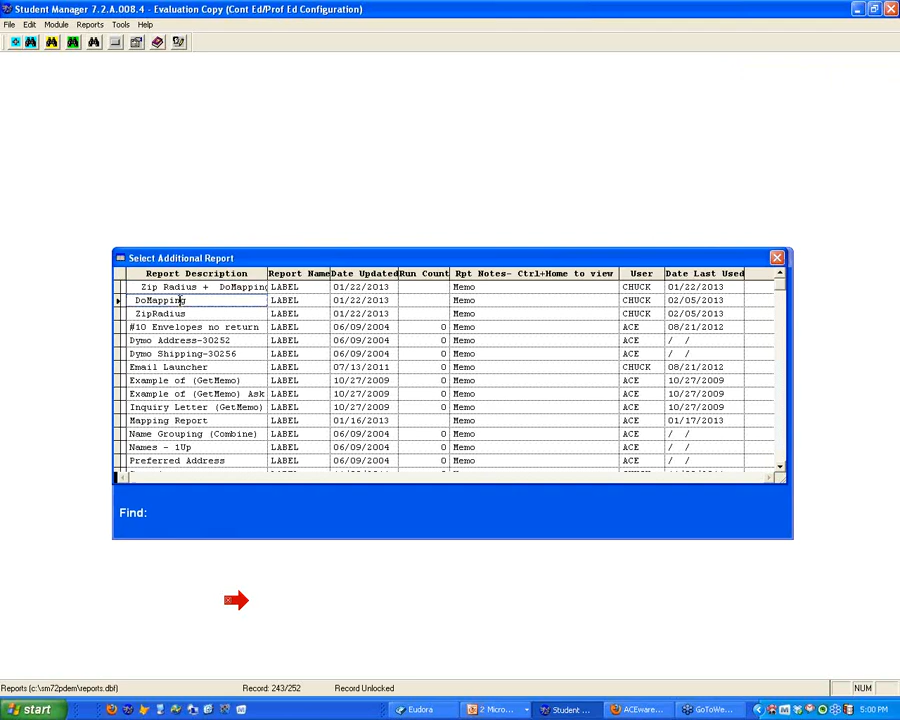 Student Manager 7.2.A.008.4 - Evaluation Copy (Cont Ed/Prof Ed Configuration)
File Edit Module Reports Tools Help
Select Additional Report
Report Description Report Name Date Updated Run Count Rpt Notes- Ctrl+Home to view User Date Last Used
Zip Radius + DoMapping LABEL 01/22/2013 Memo CHUCK 01/22/2013
DoMapping LABEL 01/22/2013 Memo CHUCK 02/05/2013
ZipRadius LABEL 01/22/2013 Memo CHUCK 02/05/2013
#10 Envelopes no return LABEL 06/09/2004 0 Memo ACE 08/21/2012
Dymo Address-30252 LABEL 06/09/2004 0 Memo ACE / /
Dymo Shipping-30256 LABEL 06/09/2004 0 Memo ACE / /
Email Launcher LABEL 07/13/2011 0 Memo CHUCK 08/21/2012
Example of (GetMemo) LABEL 10/27/2009 0 Memo ACE 10/27/2009
Example of (GetMemo) Ask LABEL 10/27/2009 0 Memo ACE 10/27/2009
Inquiry Letter (GetMemo) LABEL 10/27/2009 0 Memo ACE 10/27/2009
Mapping Report LABEL 01/16/2013 Memo ACE 01/17/2013
Name Grouping (Combine) LABEL 06/09/2004 0 Memo ACE / /
Names - 1Up LABEL 06/09/2004 0 Memo ACE / /
Preferred Address LABEL 06/09/2004 0 Memo ACE / /
Find:
Reports (c:\sm72pdem\reports.dbf) Record: 243/252 Record Unlocked NUM
start Eudora 2 Micro... Student ... ACEware... GoToWe... 5:00 PM